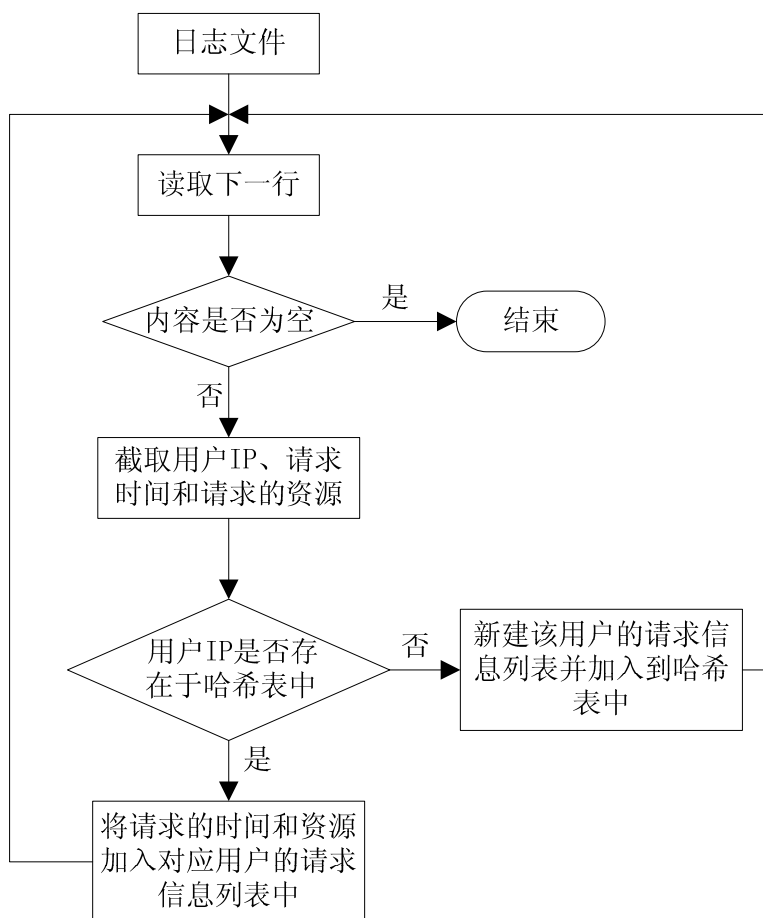 日志文件
读取下一行
内容是否为空
是
结束
否
截取用户IP、请求
时间和请求的资源
用户IP是否存
在于哈希表中
否
新建该用户的请求信
息列表并加入到哈希
表中
是
将请求的时间和资源
加入对应用户的请求
信息列表中